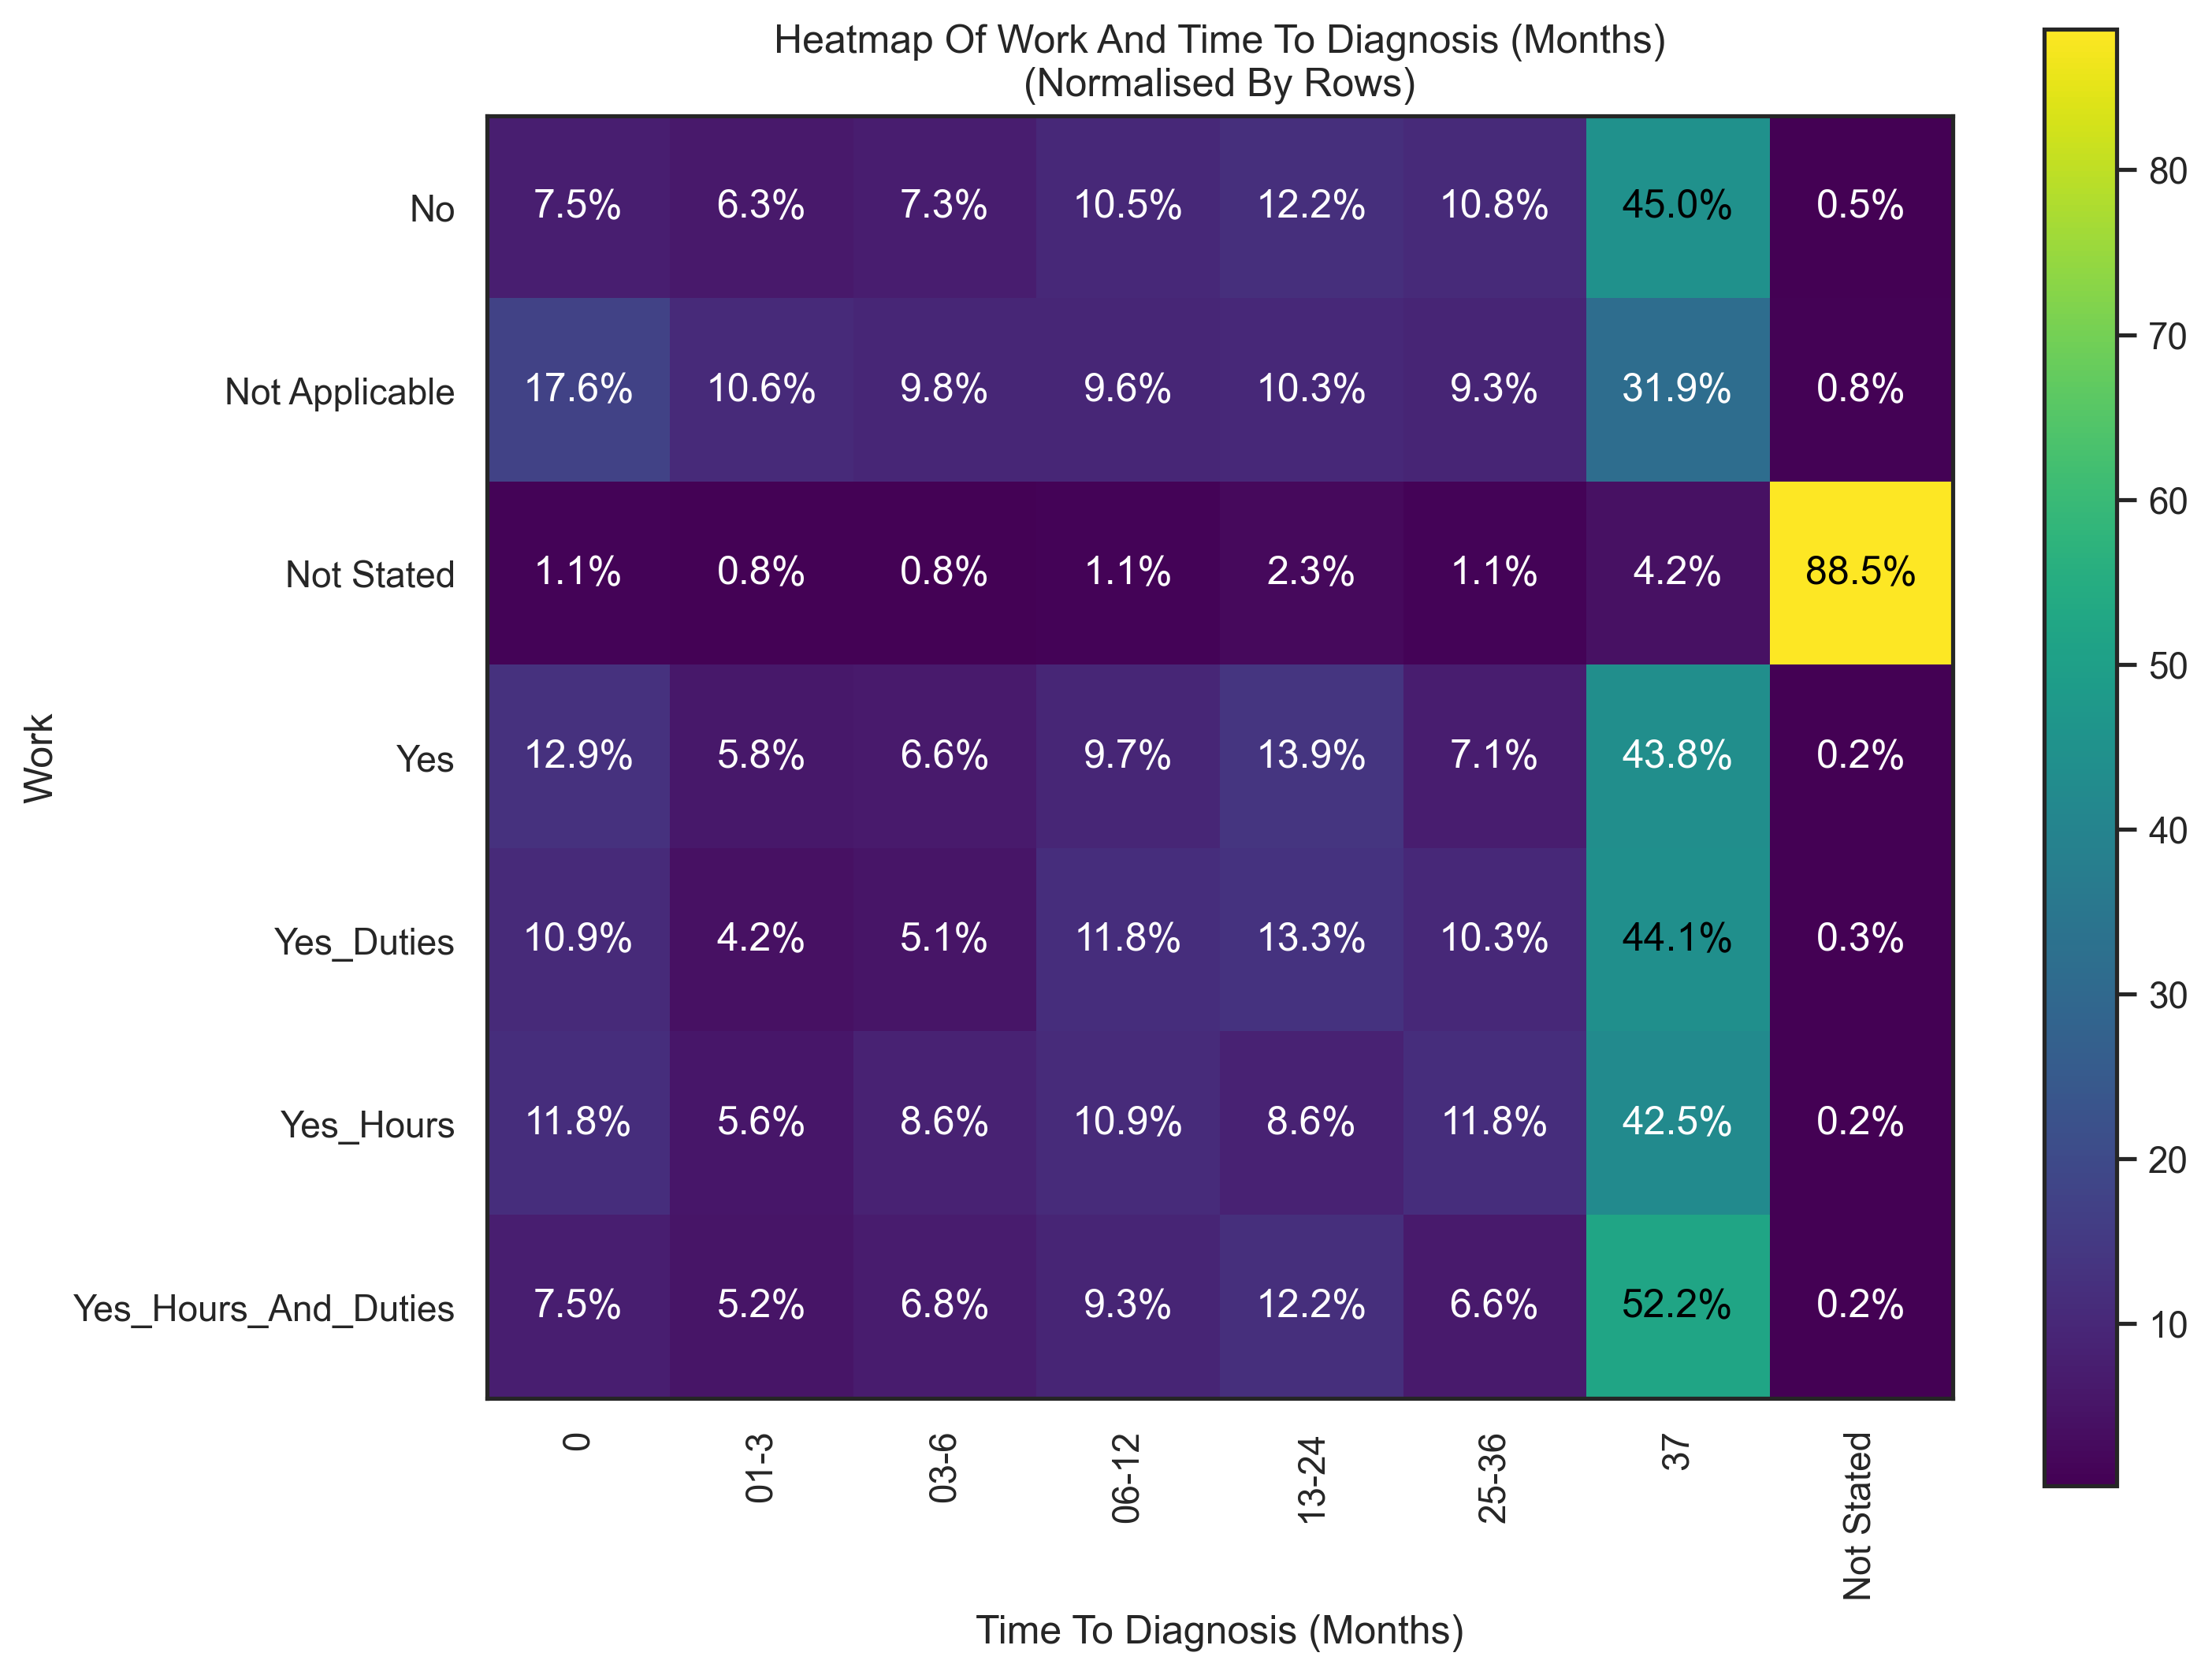 Heatmap Of Work And Time To Diagnosis (Months)
(Normalised By Rows)
Work
No
7.5% 6.3% 7.3% 10.5% 12.2% 10.8% 45.0% 0.5%
Not Applicable
17.6% 10.6% 9.8% 9.6% 10.3% 9.3% 31.9% 0.8%
Not Stated
1.1% 0.8% 0.8% 1.1% 2.3% 1.1% 4.2% 88.5%
Yes
12.9% 5.8% 6.6% 9.7% 13.9% 7.1% 43.8% 0.2%
Yes_Duties
10.9% 4.2% 5.1% 11.8% 13.3% 10.3% 44.1% 0.3%
Yes_Hours
11.8% 5.6% 8.6% 10.9% 8.6% 11.8% 42.5% 0.2%
Yes_Hours_And_Duties
7.5% 5.2% 6.8% 9.3% 12.2% 6.6% 52.2% 0.2%
0
01-3
03-6
06-12
13-24
25-36
37
Not Stated
Time To Diagnosis (Months)
80
70
60
50
40
30
20
10